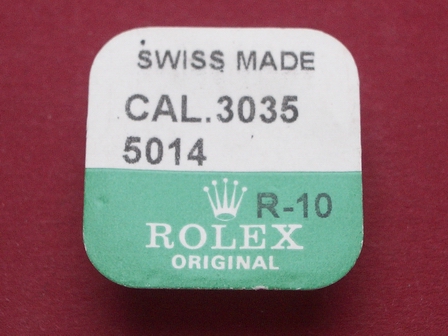 SWISS MADE
CAL.3035
5014
R-10
ROLEX
ORIGINAL